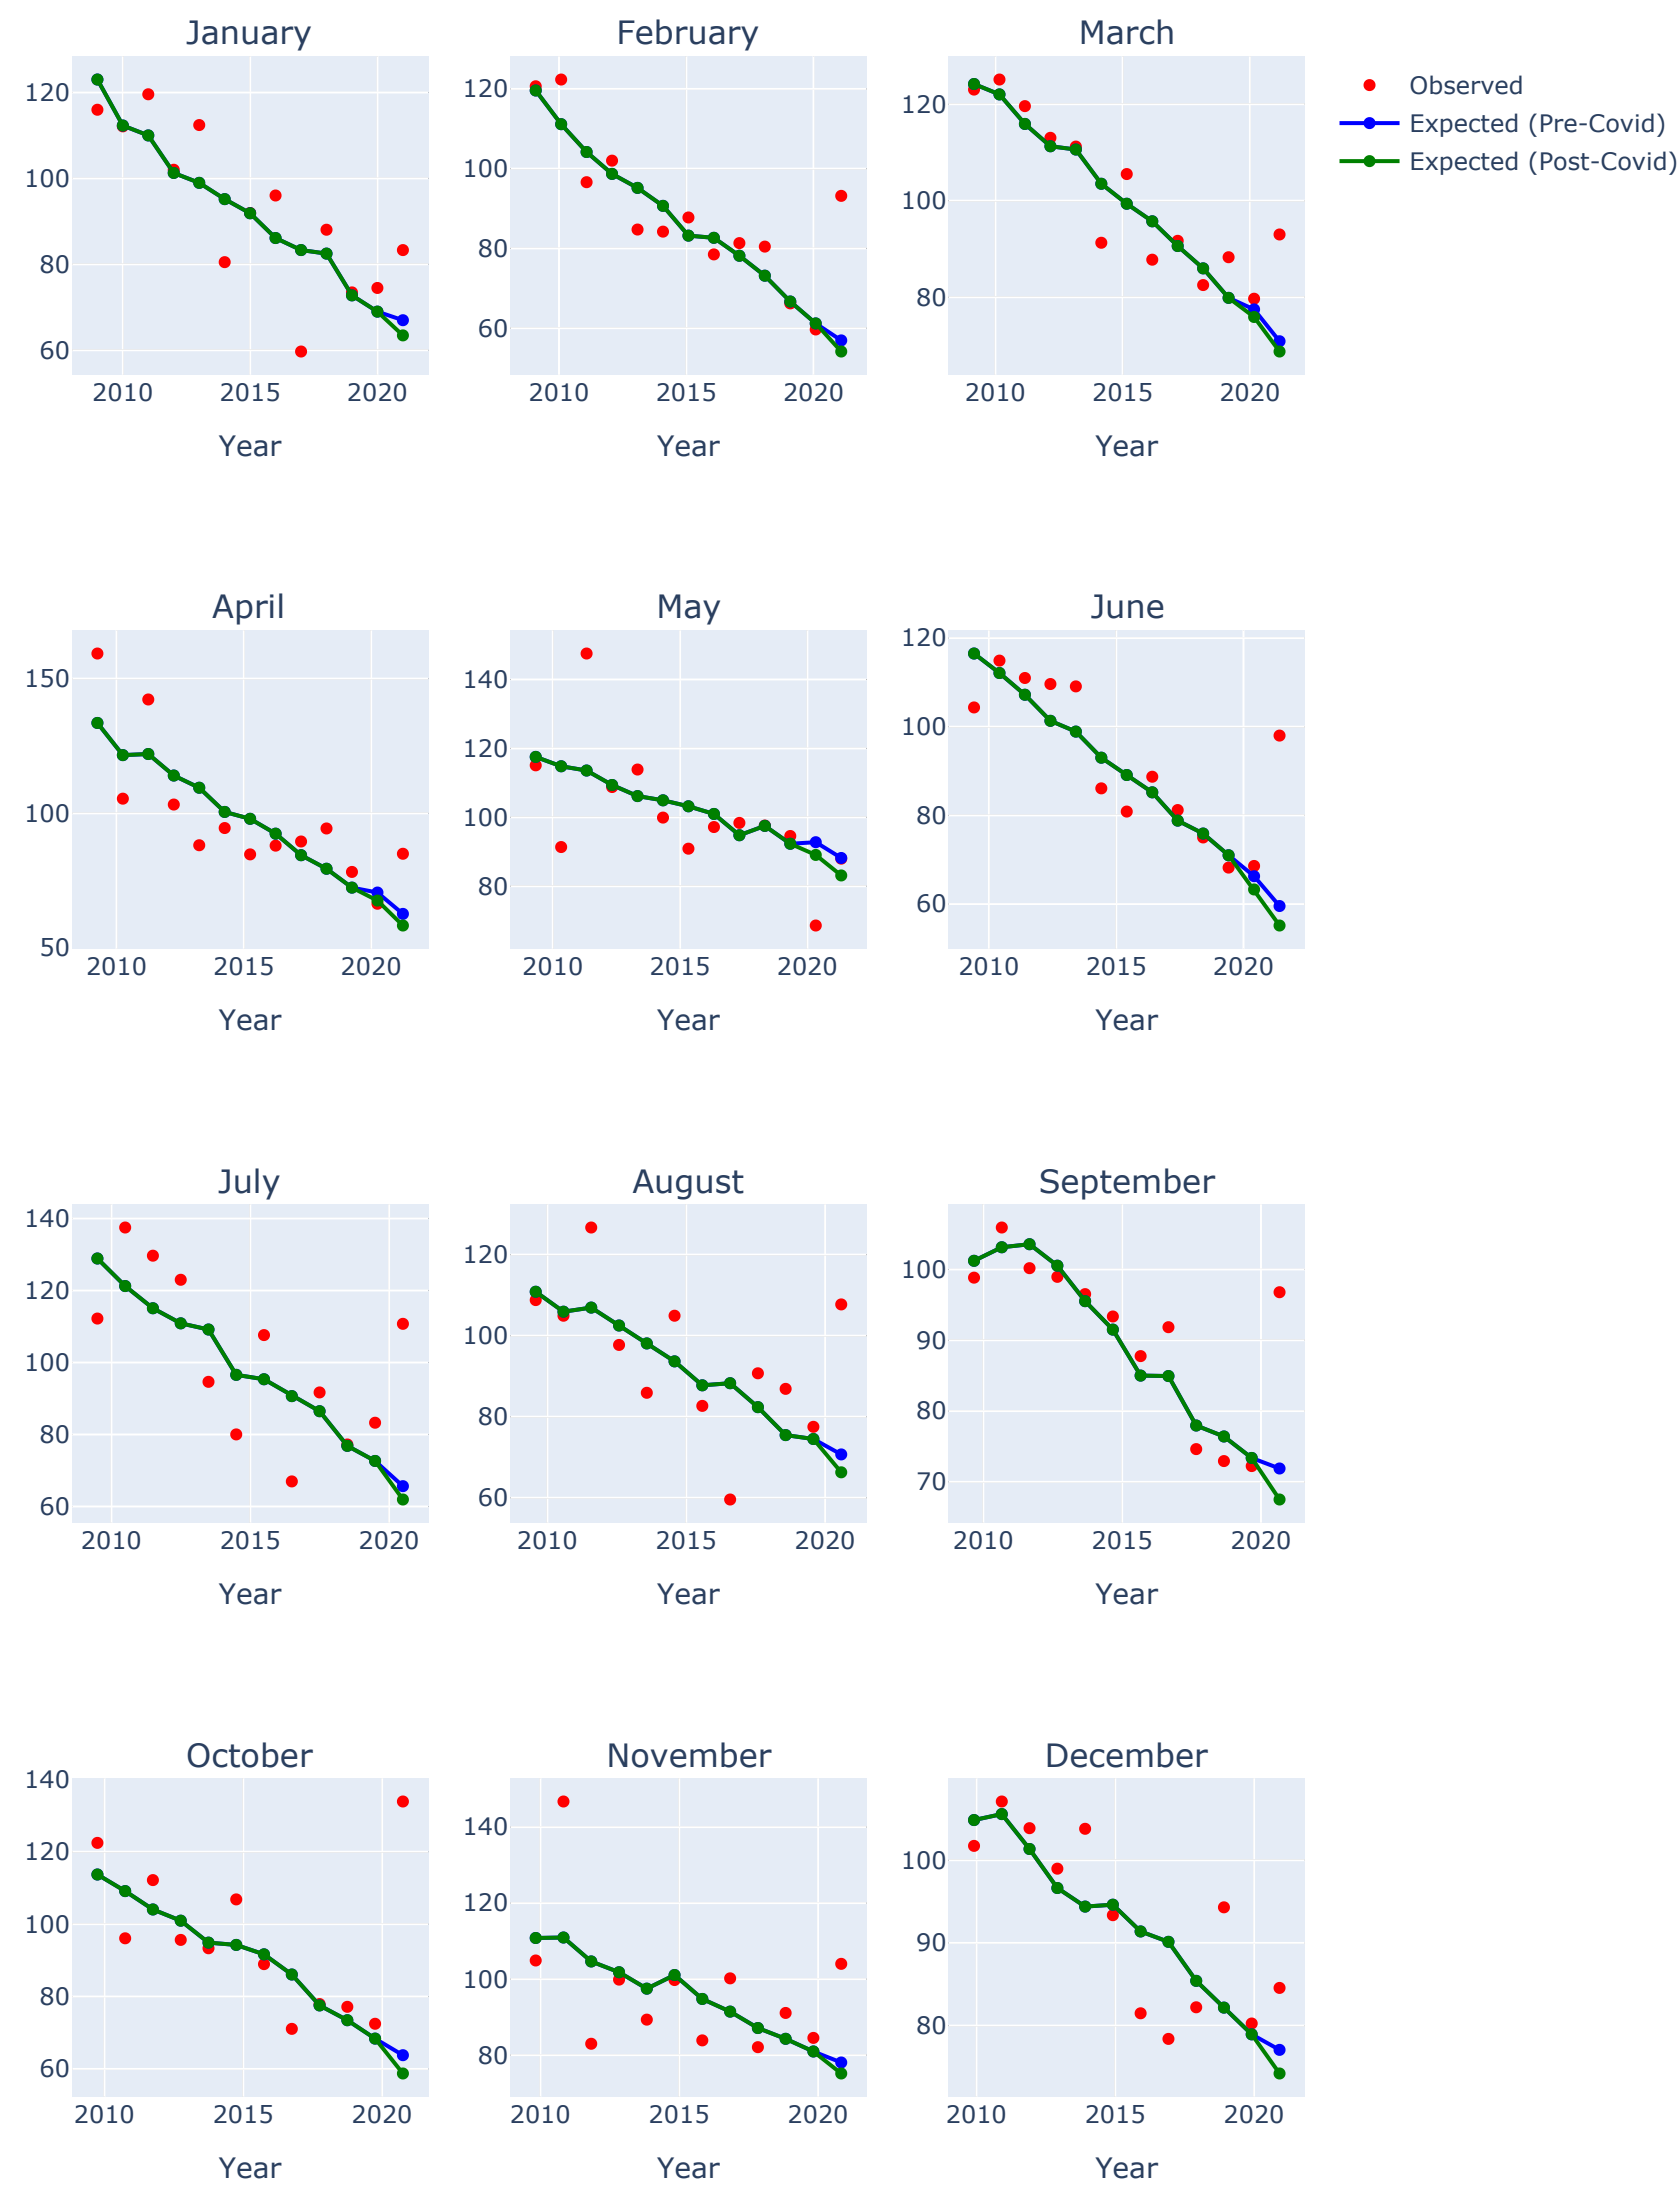 January
February
March
Observed
Expected (Pre-Covid)
Expected (Post-Covid)
120
100
80
60
120
100
80
60
120
100
80
2010 2015 2020
2010 2015 2020
2010 2015 2020
Year
Year
Year
April
May
June
150
100
50
140
120
100
80
120
100
80
60
2010 2015 2020
2010 2015 2020
2010 2015 2020
Year
Year
Year
July
August
September
140
120
100
80
60
120
100
80
60
100
90
80
70
2010 2015 2020
2010 2015 2020
2010 2015 2020
Year
Year
Year
October
November
December
140
120
100
80
60
140
120
100
80
100
90
80
2010 2015 2020
2010 2015 2020
2010 2015 2020
Year
Year
Year